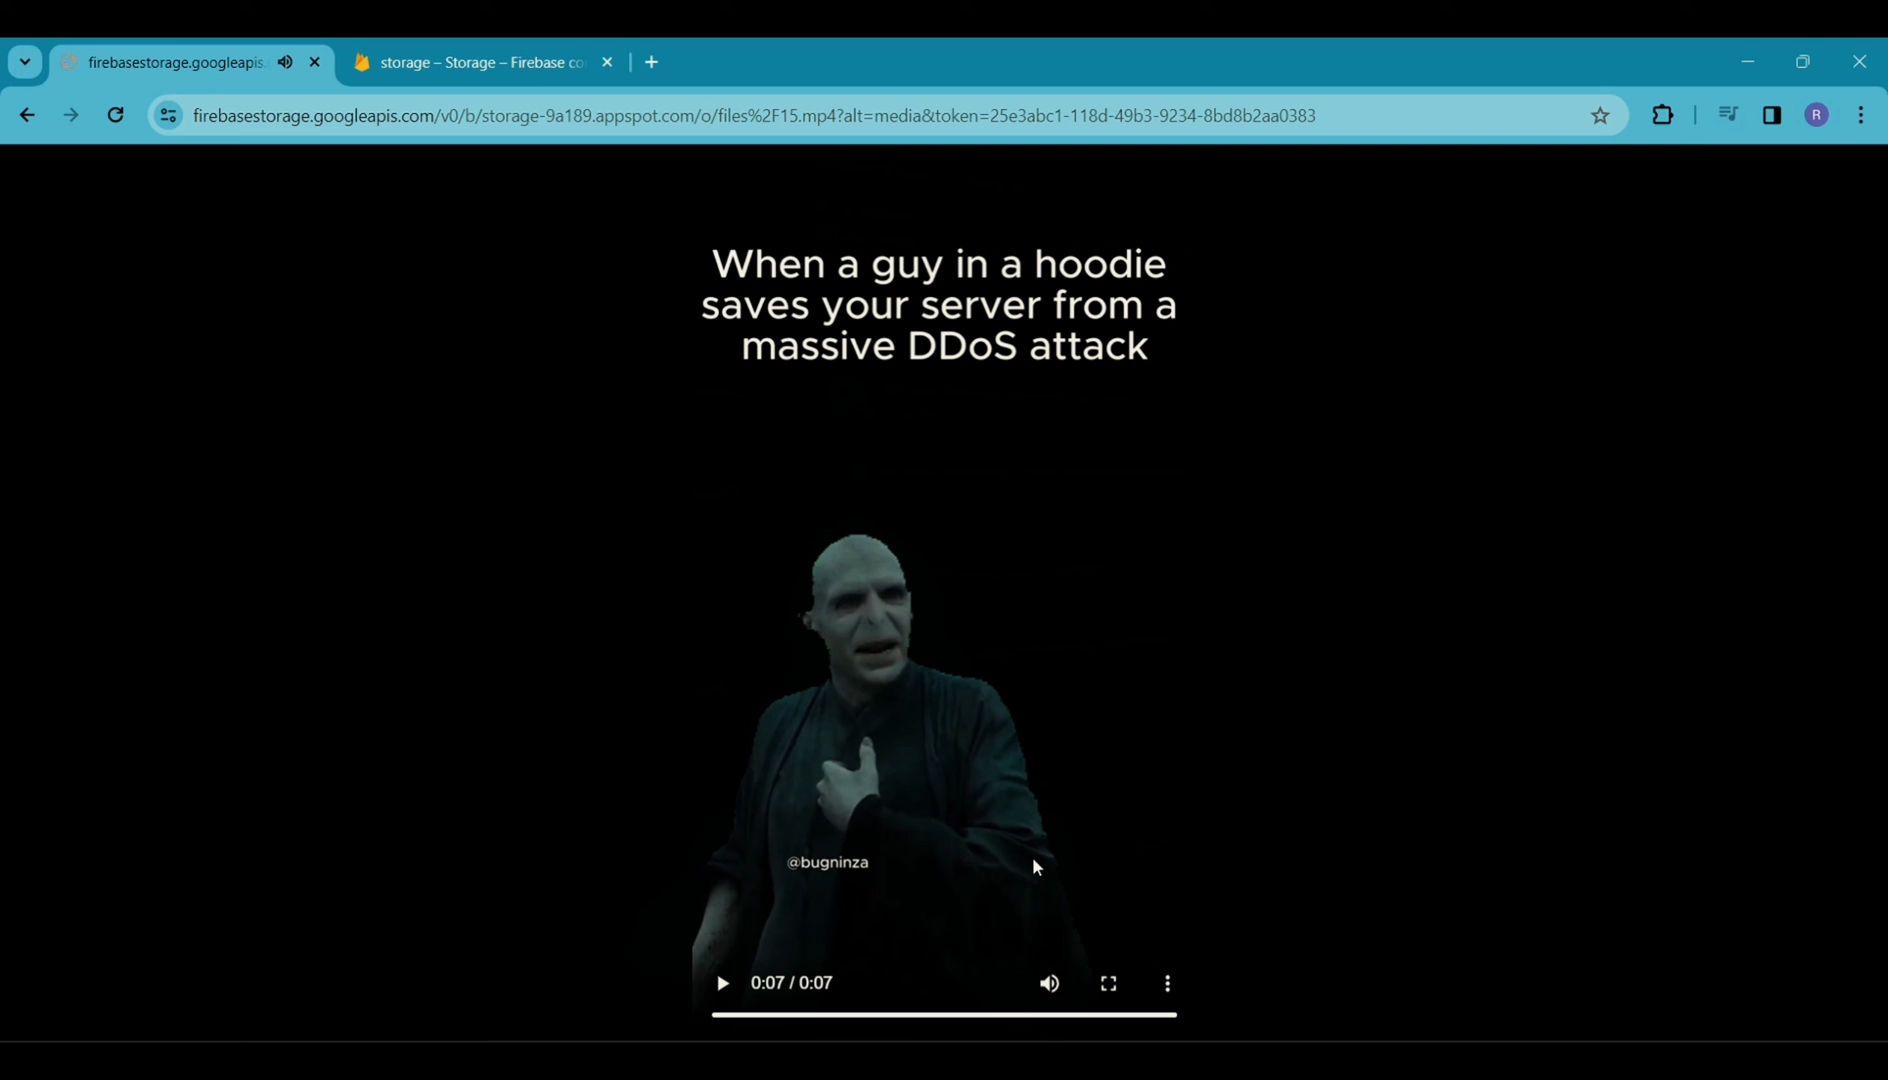 firebasestorage.googleapis.
storage – Storage – Firebase co
firebasestorage.googleapis.com/v0/b/storage-9a189.appspot.com/o/files%2F15.mp4?alt=media&token=25e3abc1-118d-49b3-9234-8bd8b2aa0383
R
When a guy in a hoodie
saves your server from a
massive DDoS attack
@bugninza
0:07 / 0:07